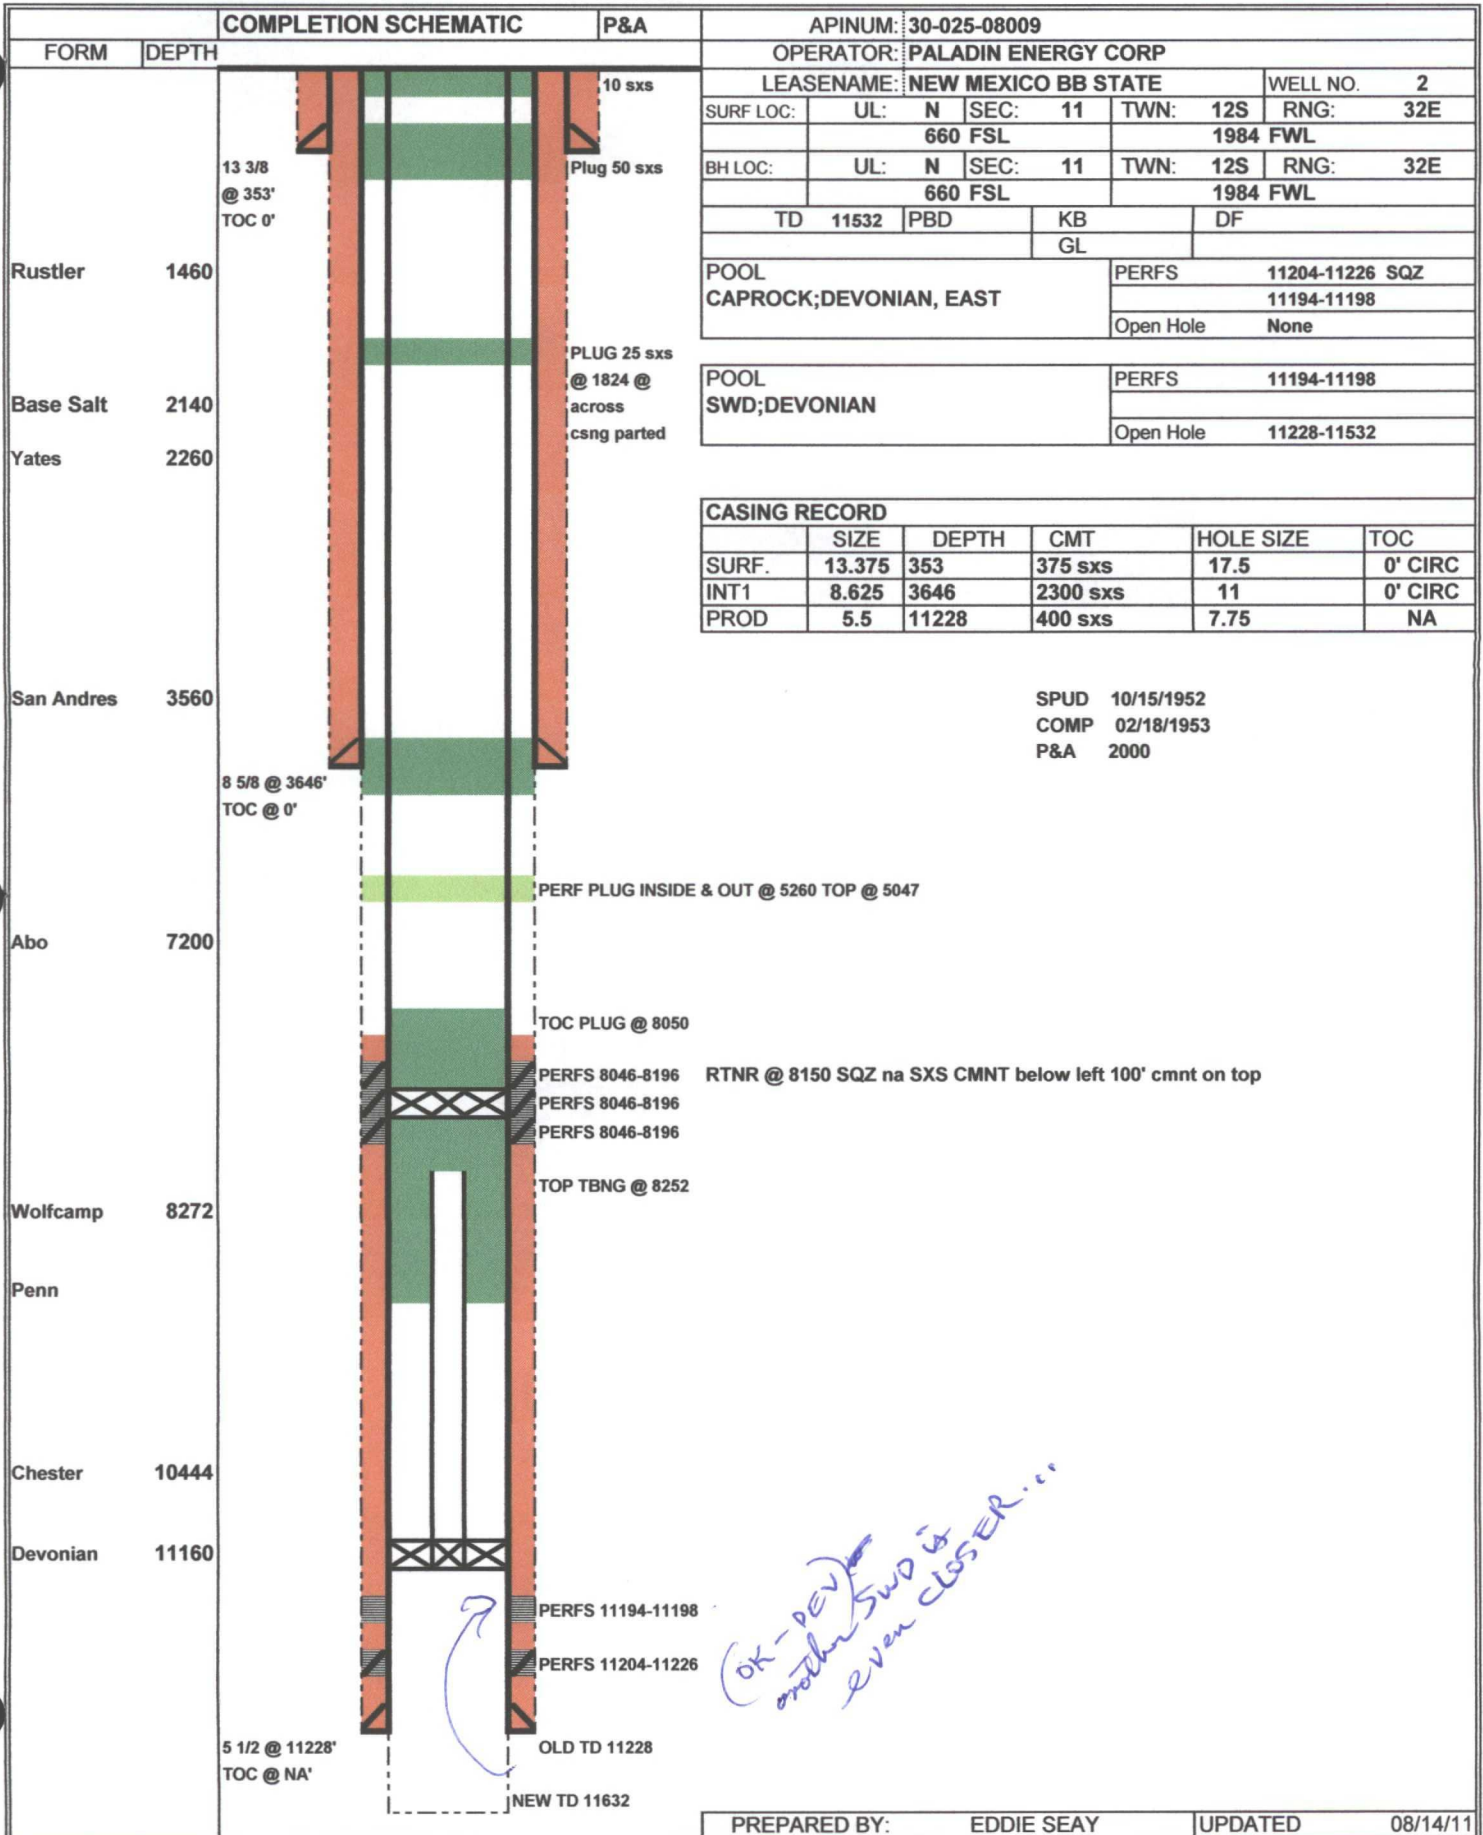 COMPLETION SCHEMATIC P&A
FORM DEPTH
APINUM: 30-025-08009
OPERATOR: PALADIN ENERGY CORP
LEASENAME: NEW MEXICO BB STATE WELL NO. 2
SURF LOC: UL: N SEC: 11 TWN: 12S RNG: 32E
660 FSL 1984 FWL
BH LOC: UL: N SEC: 11 TWN: 12S RNG: 32E
660 FSL 1984 FWL
TD 11532 PBD KB DF
GL
POOL PERFS 11204-11226 SQZ
CAPROCK;DEVONIAN, EAST 11194-11198
Open Hole None
POOL PERFS 11194-11198
SWD;DEVONIAN
Open Hole 11228-11532
CASING RECORD
SIZE DEPTH CMT HOLE SIZE TOC
SURF. 13.375 353 375 sxs 17.5 0' CIRC
INT1 8.625 3646 2300 sxs 11 0' CIRC
PROD 5.5 11228 400 sxs 7.75 NA
SPUD 10/15/1952
COMP 02/18/1953
P&A 2000
10 sxs
13 3/8
@ 353'
TOC 0'
Plug 50 sxs
Rustler 1460
PLUG 25 sxs
@ 1824 @
across
csng parted
Base Salt 2140
Yates 2260
San Andres 3560
8 5/8 @ 3646'
TOC @ 0'
PERF PLUG INSIDE & OUT @ 5260 TOP @ 5047
Abo 7200
TOC PLUG @ 8050
PERFS 8046-8196 RTNR @ 8150 SQZ na SXS CMNT below left 100' cmnt on top
PERFS 8046-8196
PERFS 8046-8196
TOP TBNG @ 8252
Wolfcamp 8272
Penn
Chester 10444
Devonian 11160
PERFS 11194-11198
PERFS 11204-11226
(OK - DEV)
another SWD is
even CLOSER...
5 1/2 @ 11228'
TOC @ NA'
OLD TD 11228
NEW TD 11632
PREPARED BY: EDDIE SEAY UPDATED 08/14/11